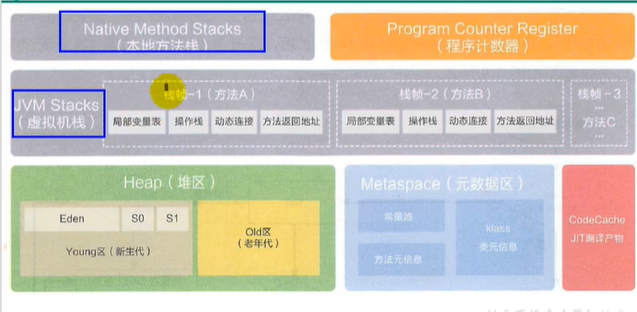 Native Method Stacks
（本地方法栈）
Program Counter Register
（程序计数器）
JVM Stacks
（虚拟机栈）
栈帧-1（方法A）
局部变量表 操作栈 动态连接 方法返回地址
栈帧-2（方法B）
局部变量表 操作栈 动态连接 方法返回地址
栈帧-3
...
方法C
Heap（堆区）
Eden S0 S1
Young区（新生代）
Old区
（老年代）
Metaspace（元数据区）
常量池
方法元信息
klass
类元信息
CodeCache
JIT编译产物